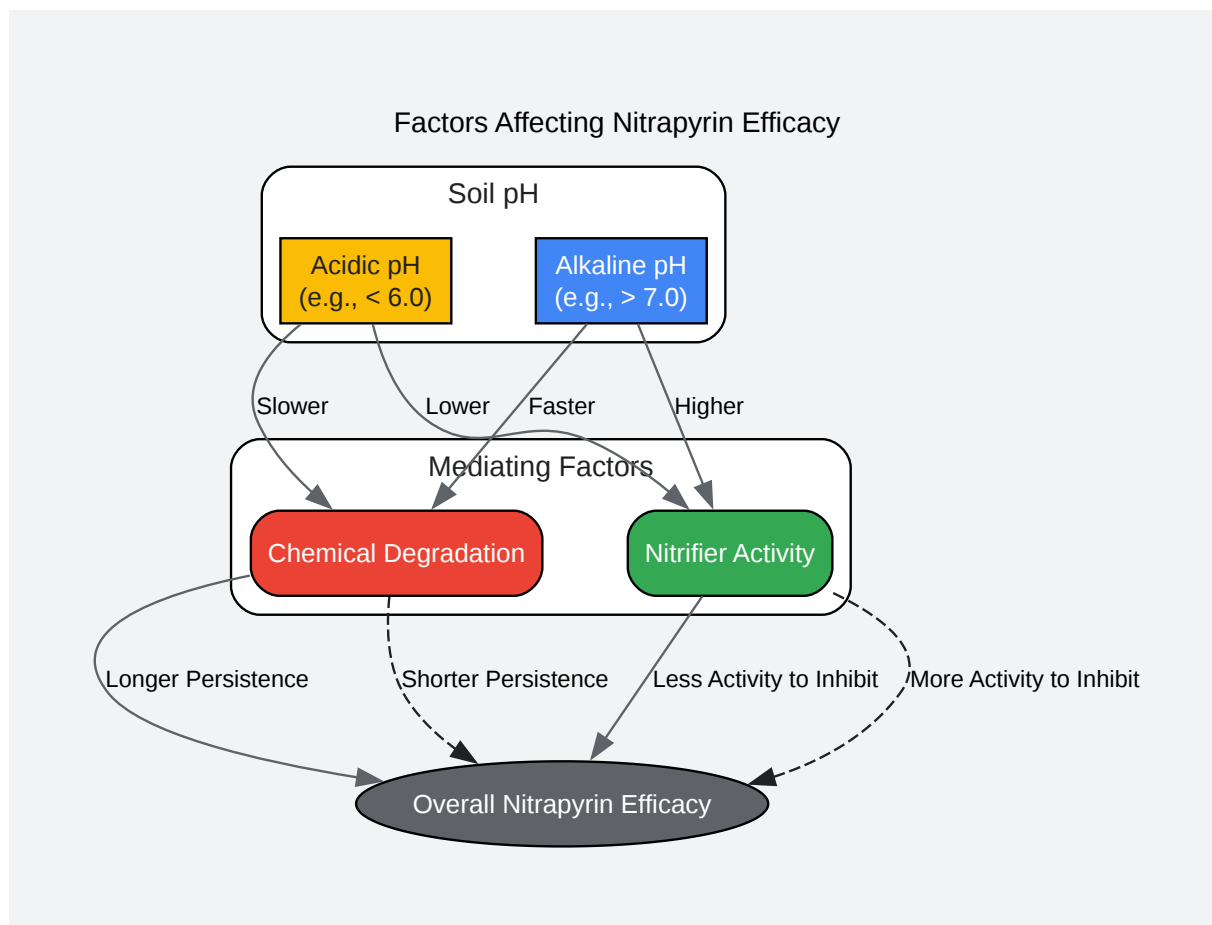 Factors Affecting Nitrapyrin Efficacy
Soil pH
Acidic pH
(e.g., < 6.0)
Alkaline pH
(e.g., > 7.0)
Slower
Lower
Faster
Higher
Mediating Factors
Chemical Degradation
Nitrifier Activity
Longer Persistence
Shorter Persistence
Less Activity to Inhibit
More Activity to Inhibit
Overall Nitrapyrin Efficacy